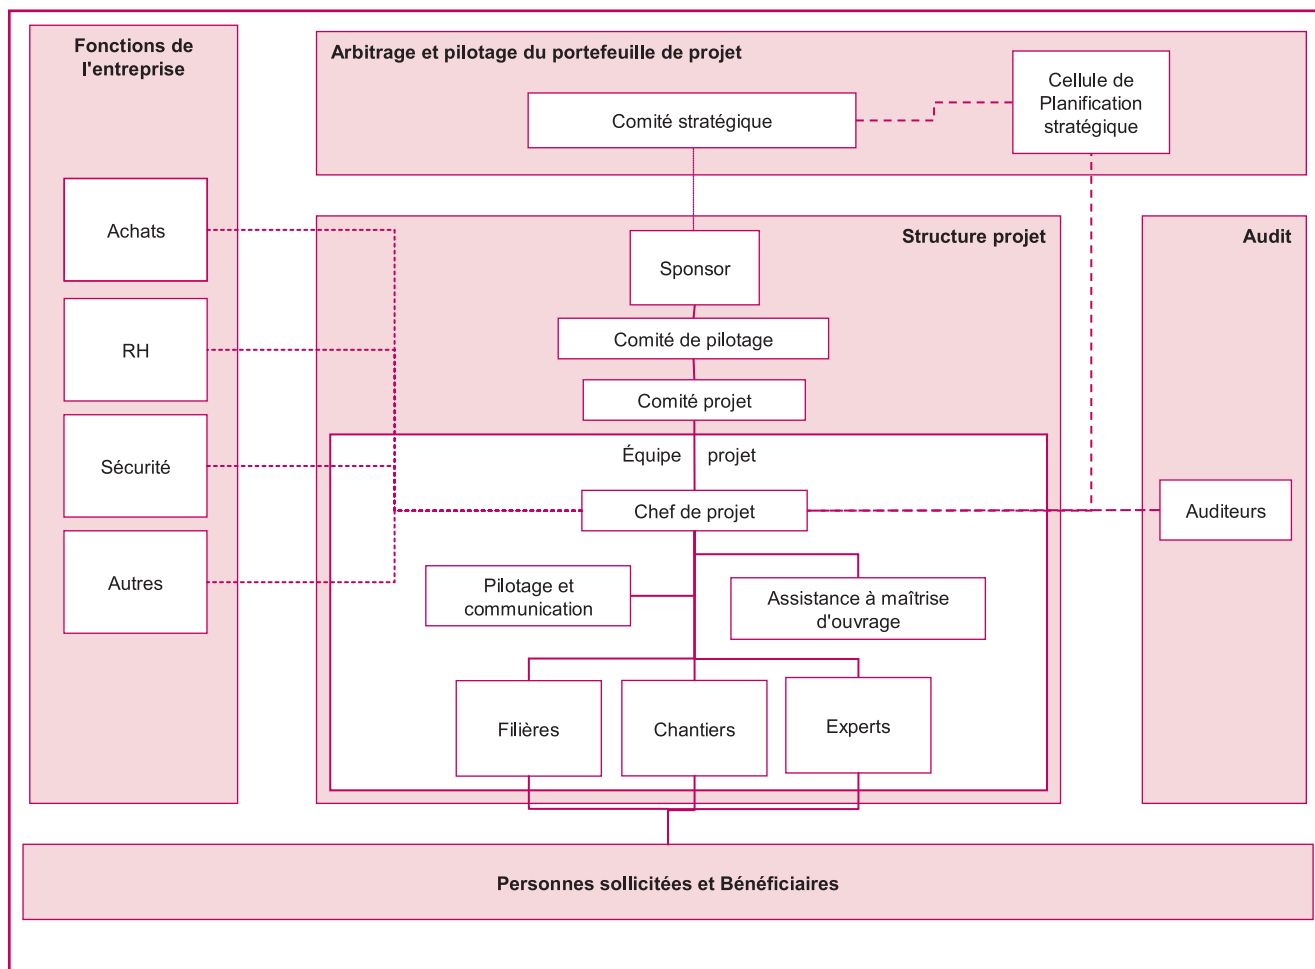 Fonctions de
l'entreprise
Achats
RH
Sécurité
Autres
Arbitrage et pilotage du portefeuille de projet
Comité stratégique
Cellule de
Planification
stratégique
Structure projet
Sponsor
Comité de pilotage
Comité projet
Équipe projet
Chef de projet
Pilotage et
communication
Assistance à maîtrise
d'ouvrage
Filières
Chantiers
Experts
Audit
Auditeurs
Personnes sollicitées et Bénéficiaires